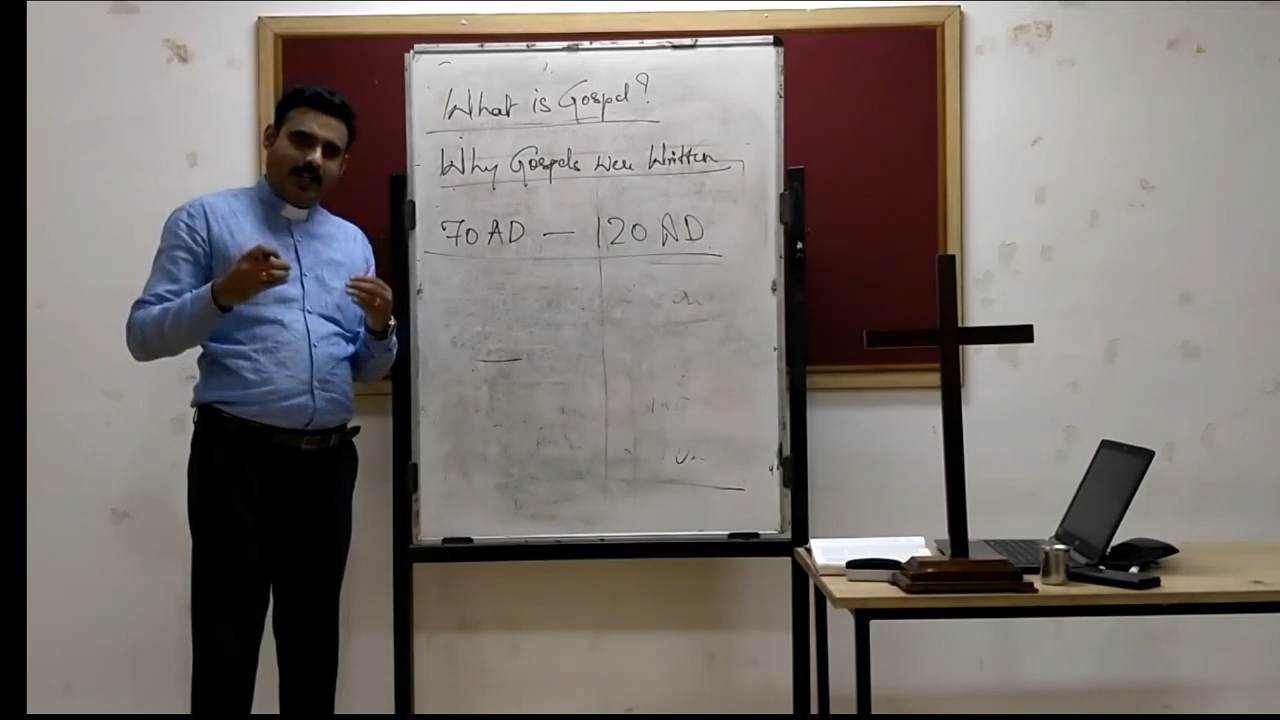 What is Gospel?
Why Gospels were Written
70 AD — 120 AD